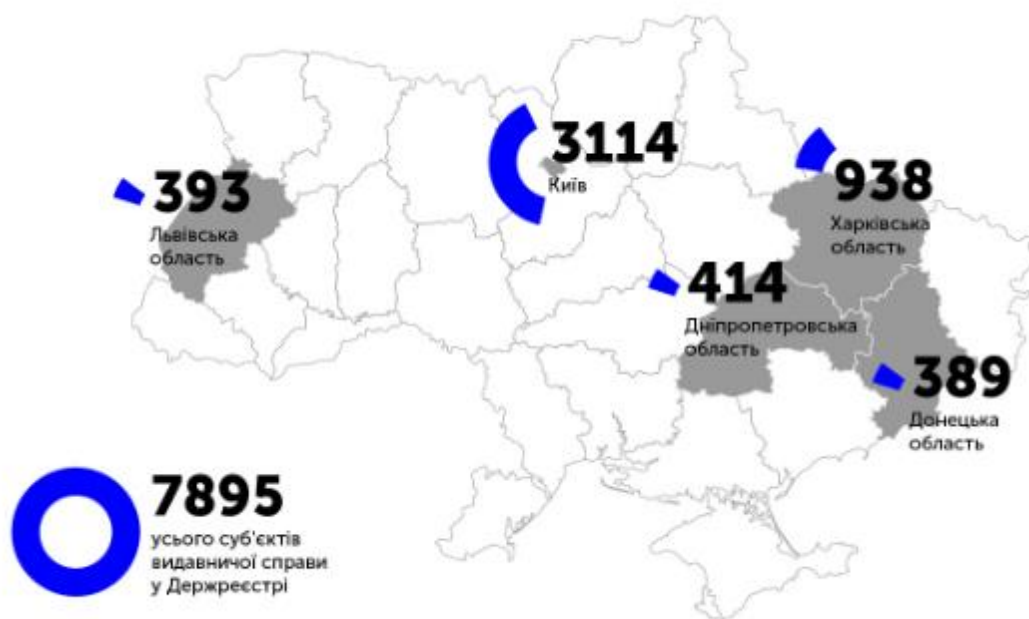 3114
Київ
393
Львівська
область
938
Харківська
область
414
Дніпропетровська
область
389
Донецька
область
7895
усього суб'єктів
видавничої справи
у Держреєстрі